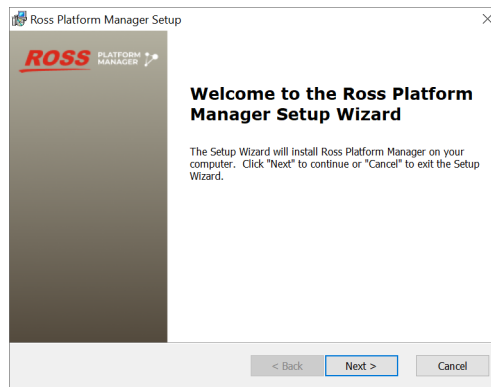 Ross Platform Manager Setup
ROSS PLATFORM
MANAGER
Welcome to the Ross Platform
Manager Setup Wizard
The Setup Wizard will install Ross Platform Manager on your
computer. Click "Next" to continue or "Cancel" to exit the Setup
Wizard.
< Back Next > Cancel